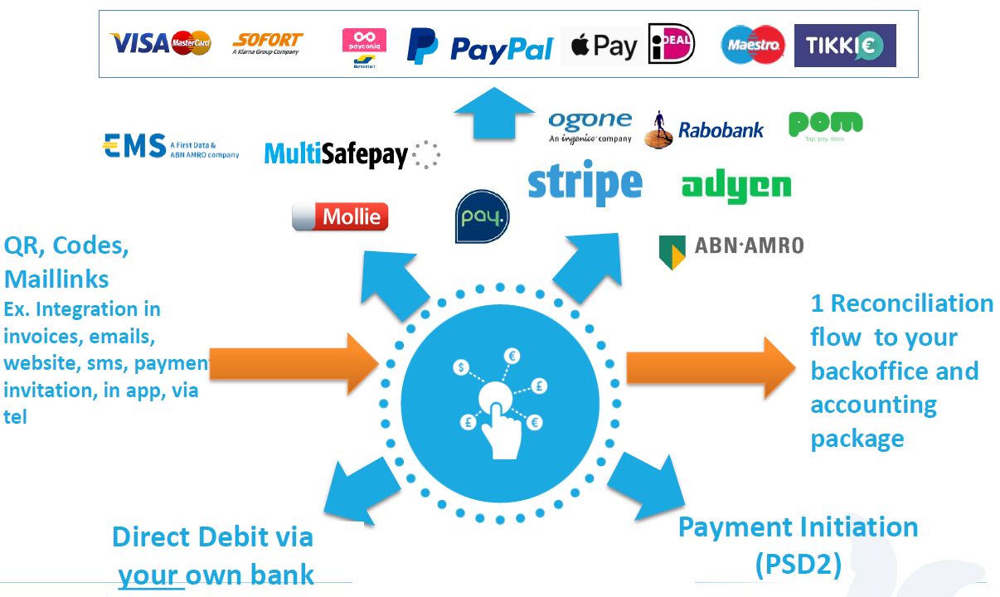 VISA MasterCard SOFORT payconiq PayPal Pay iDEAL Maestro TIKKI€
A Klarna Group Company
Bancontact
ogone Rabobank pom
An ingenico company
Tap, pay, store.
EMS A First Data &
ABN AMRO company
MultiSafepay
stripe adyen
Mollie pay.
ABN·AMRO
QR, Codes,
Maillinks
Ex. Integration in
invoices, emails,
website, sms, paymen
invitation, in app, via
tel
$ € £ £ €
1 Reconciliation
flow to your
backoffice and
accounting
package
Direct Debit via
your own bank
Payment Initiation
(PSD2)